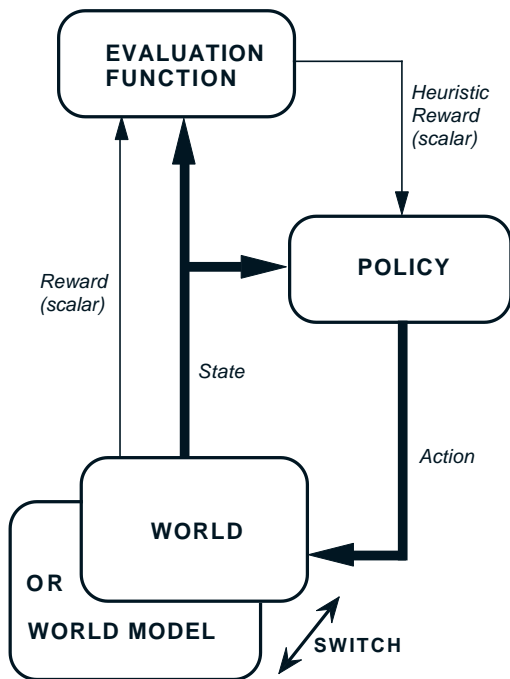 EVALUATION
FUNCTION
Heuristic
Reward
(scalar)
POLICY
Reward
(scalar)
State
Action
WORLD
OR
WORLD MODEL
SWITCH